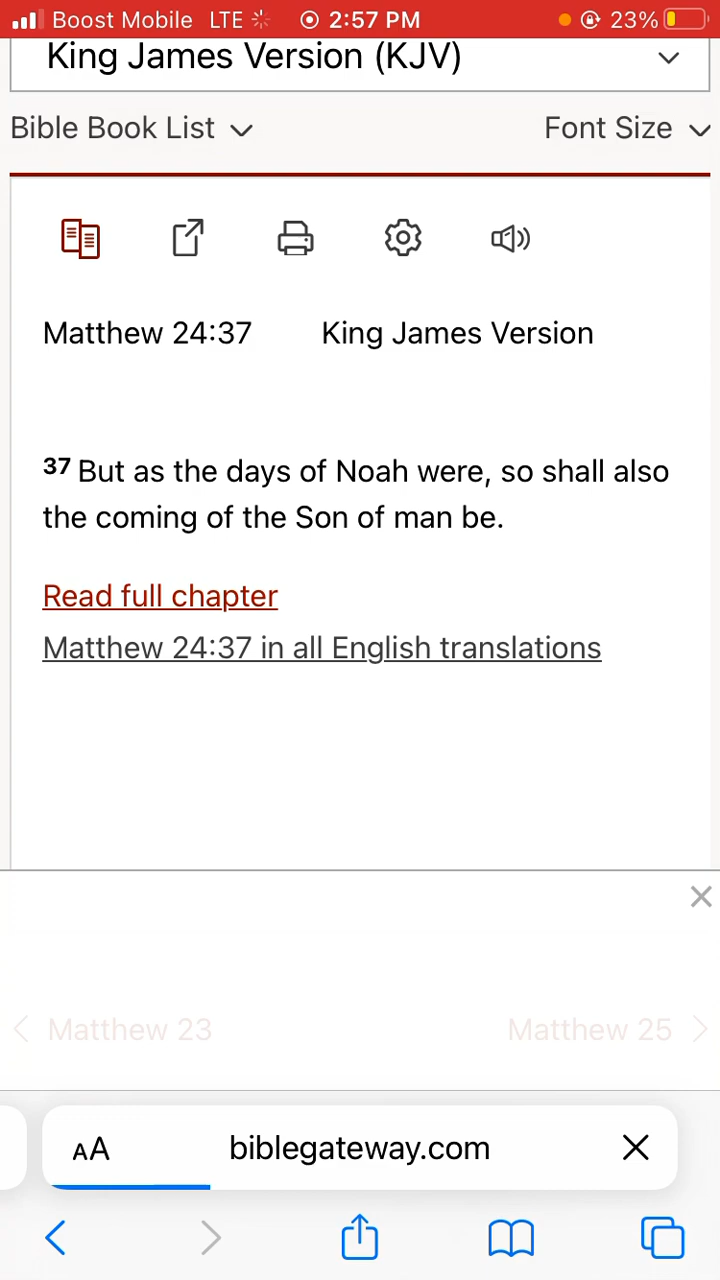 Boost Mobile LTE 2:57 PM 23%
King James Version (KJV)
Bible Book List Font Size
Matthew 24:37 King James Version
37 But as the days of Noah were, so shall also
the coming of the Son of man be.
Read full chapter
Matthew 24:37 in all English translations
Matthew 23 Matthew 25
AA biblegateway.com